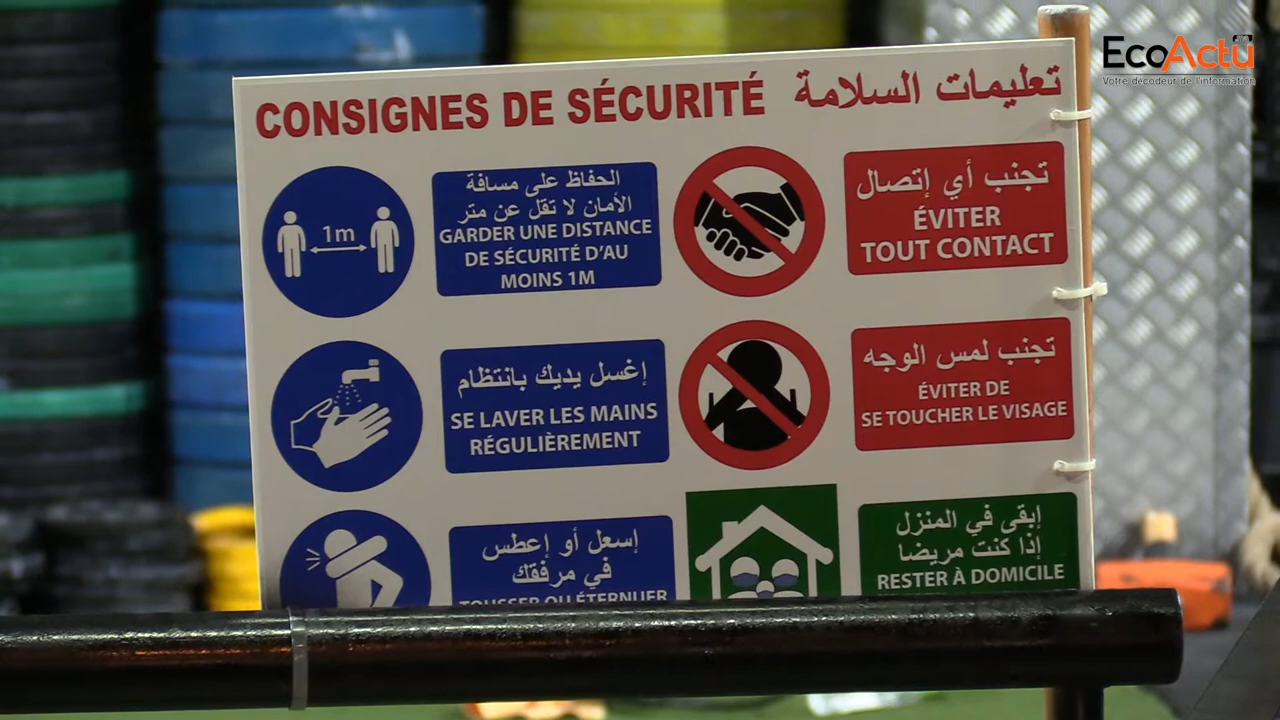 EcoActu .ma
Votre décodeur de l'information
CONSIGNES DE SÉCURITÉ تعليمات السلامة
1m
الحفاظ على مسافة
الأمان لا تقل عن متر
GARDER UNE DISTANCE
DE SÉCURITÉ D'AU
MOINS 1M
تجنب أي إتصال
ÉVITER
TOUT CONTACT
إغسل يديك بانتظام
SE LAVER LES MAINS
RÉGULIÈREMENT
تجنب لمس الوجه
ÉVITER DE
SE TOUCHER LE VISAGE
إسعل أو إعطس
في مرفقك
TOUSSER OU ÉTERNUER
إبقى في المنزل
إذا كنت مريضا
RESTER À DOMICILE